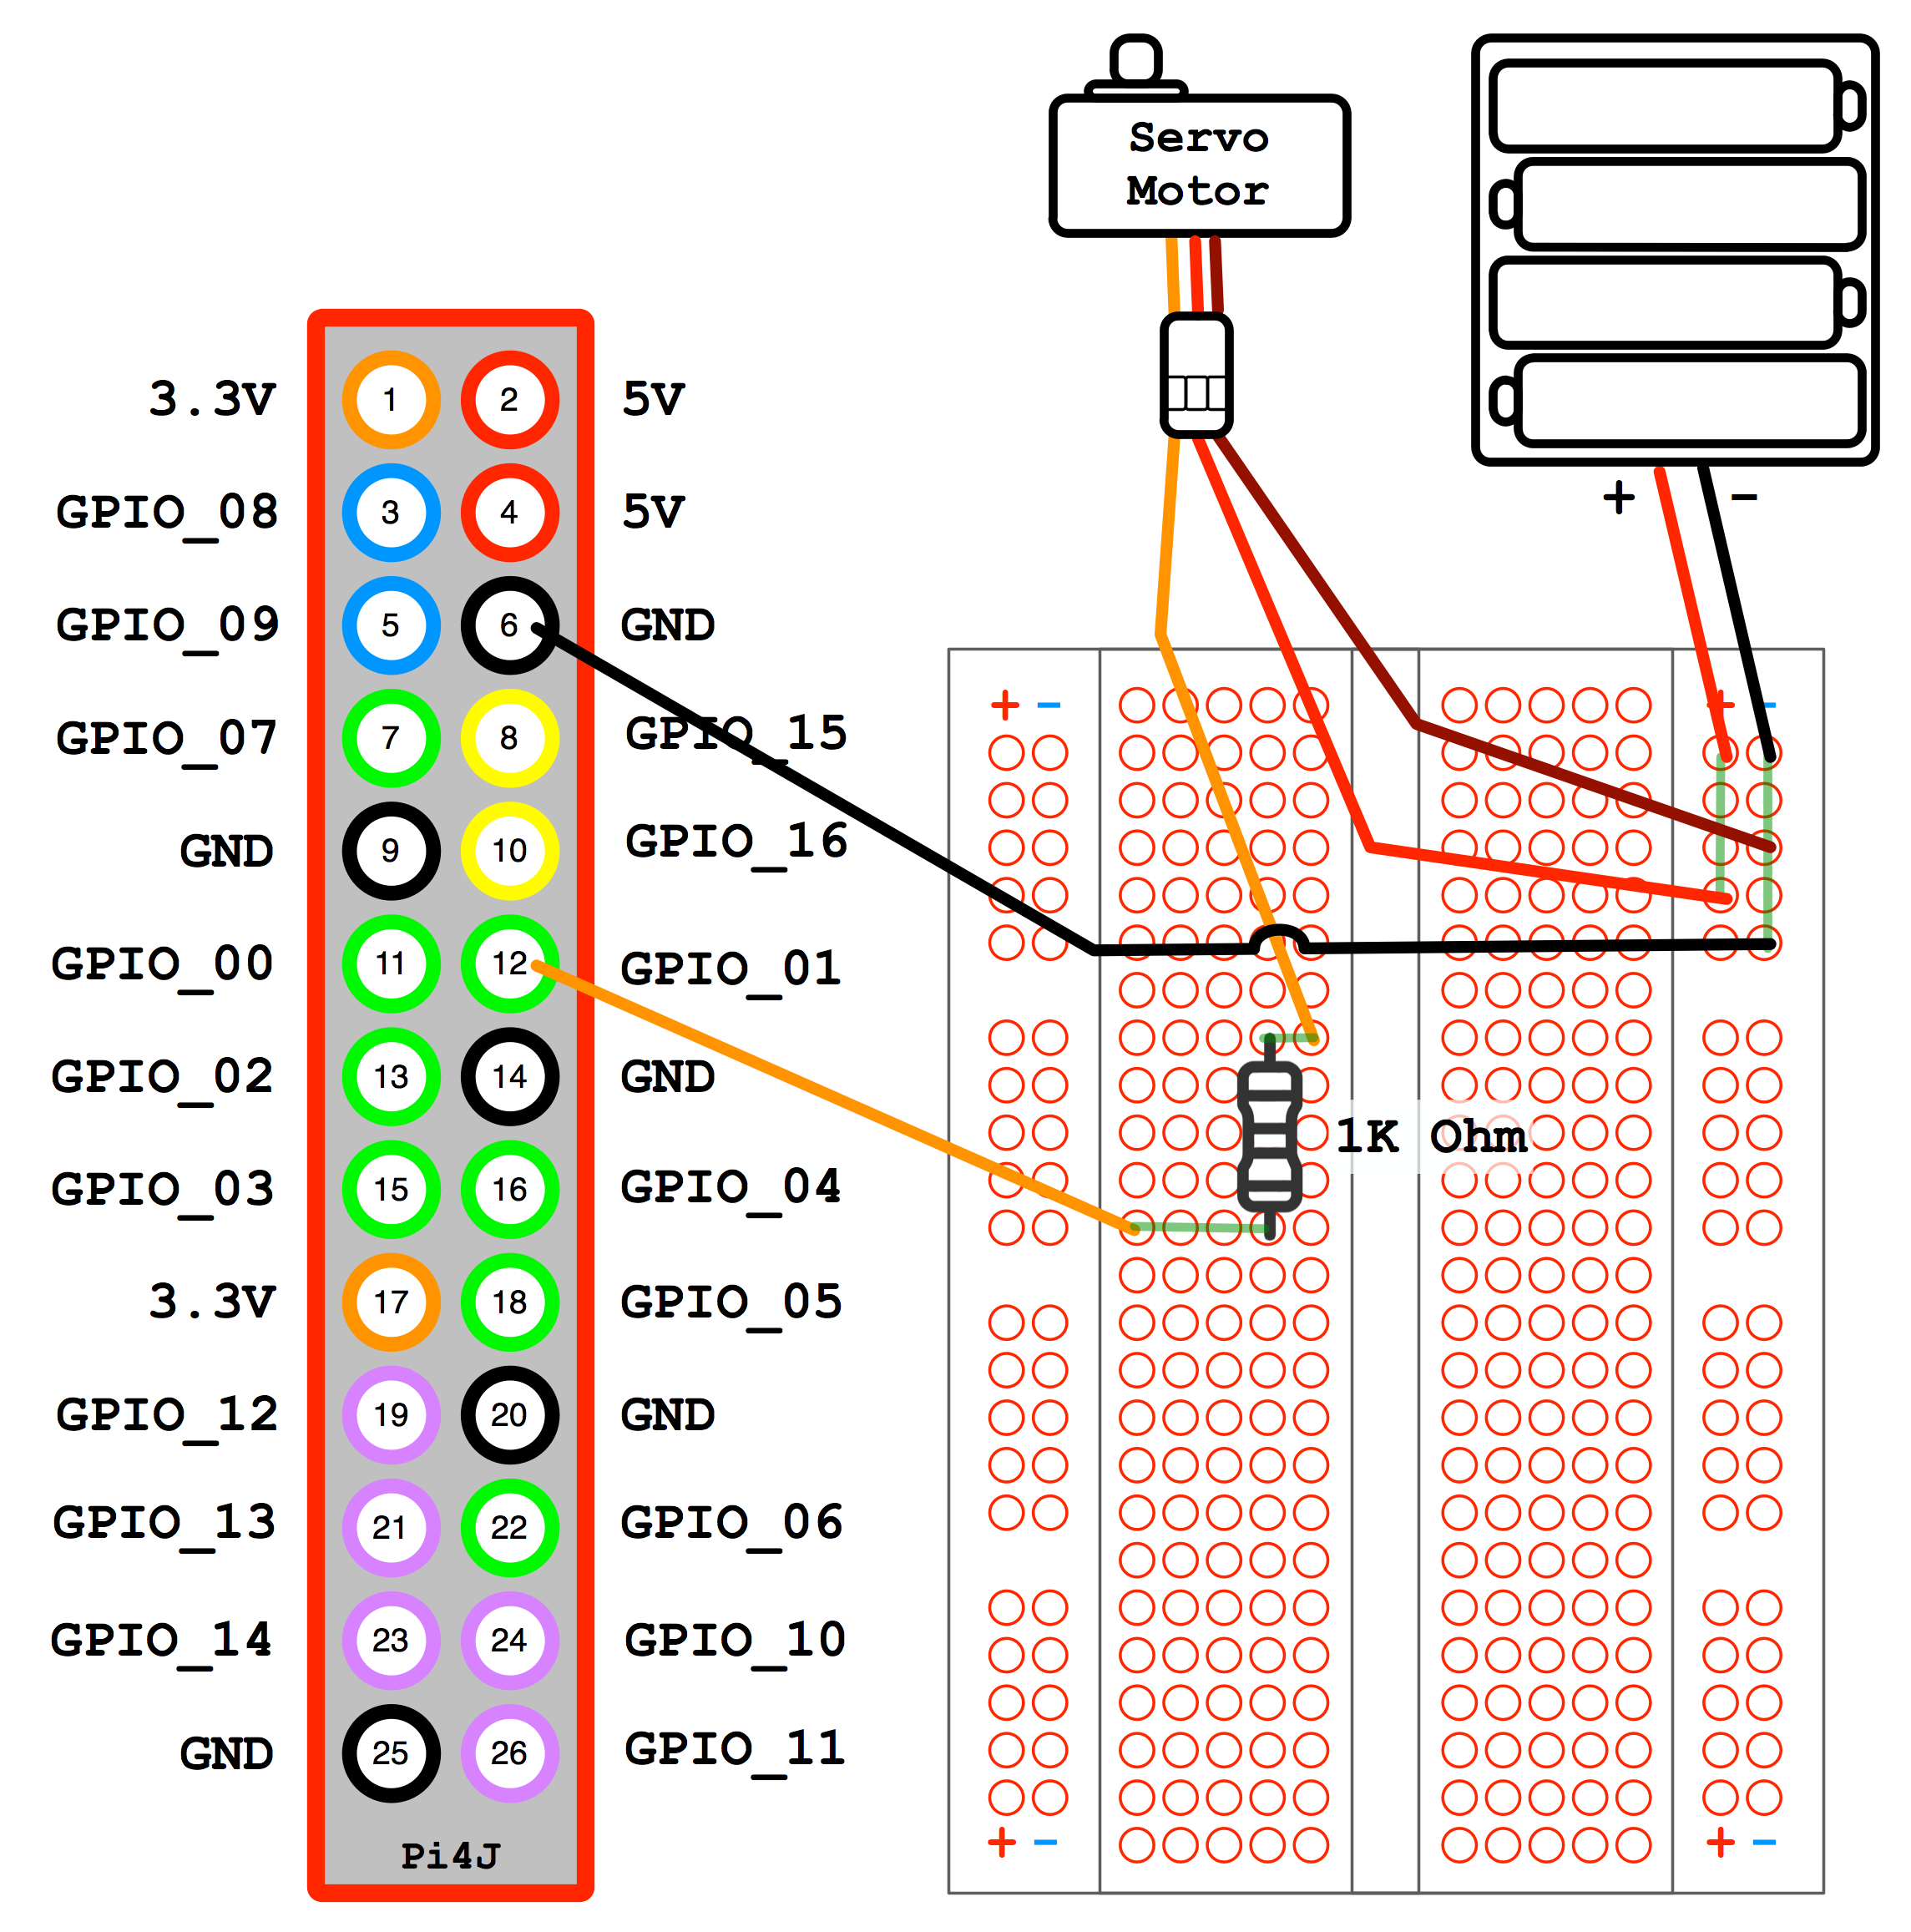 Servo
Motor
+ -
3.3V 1 2 5V
GPIO_08 3 4 5V
GPIO_09 5 6 GND
+ - + -
GPIO_07 7 8 GPIO_15
GND 9 10 GPIO_16
GPIO_00 11 12 GPIO_01
GPIO_02 13 14 GND
1K Ohm
GPIO_03 15 16 GPIO_04
3.3V 17 18 GPIO_05
GPIO_12 19 20 GND
GPIO_13 21 22 GPIO_06
GPIO_14 23 24 GPIO_10
GND 25 26 GPIO_11
+ - + -
Pi4J